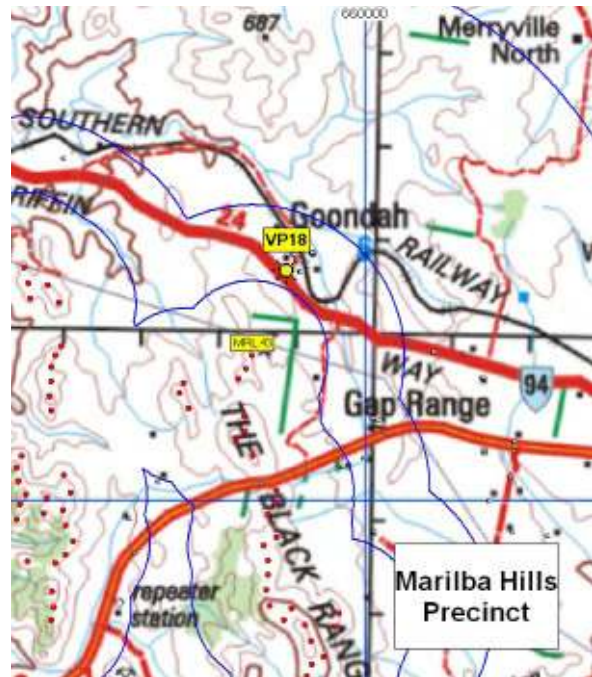 660000
687
Merryville
North
SOUTHERN
RIFFIN
24
Goondah
VP18
RAILWAY
WAY
94
Gap Range
THE
BLACK
RANG
repeater
station
Marilba Hills
Precinct